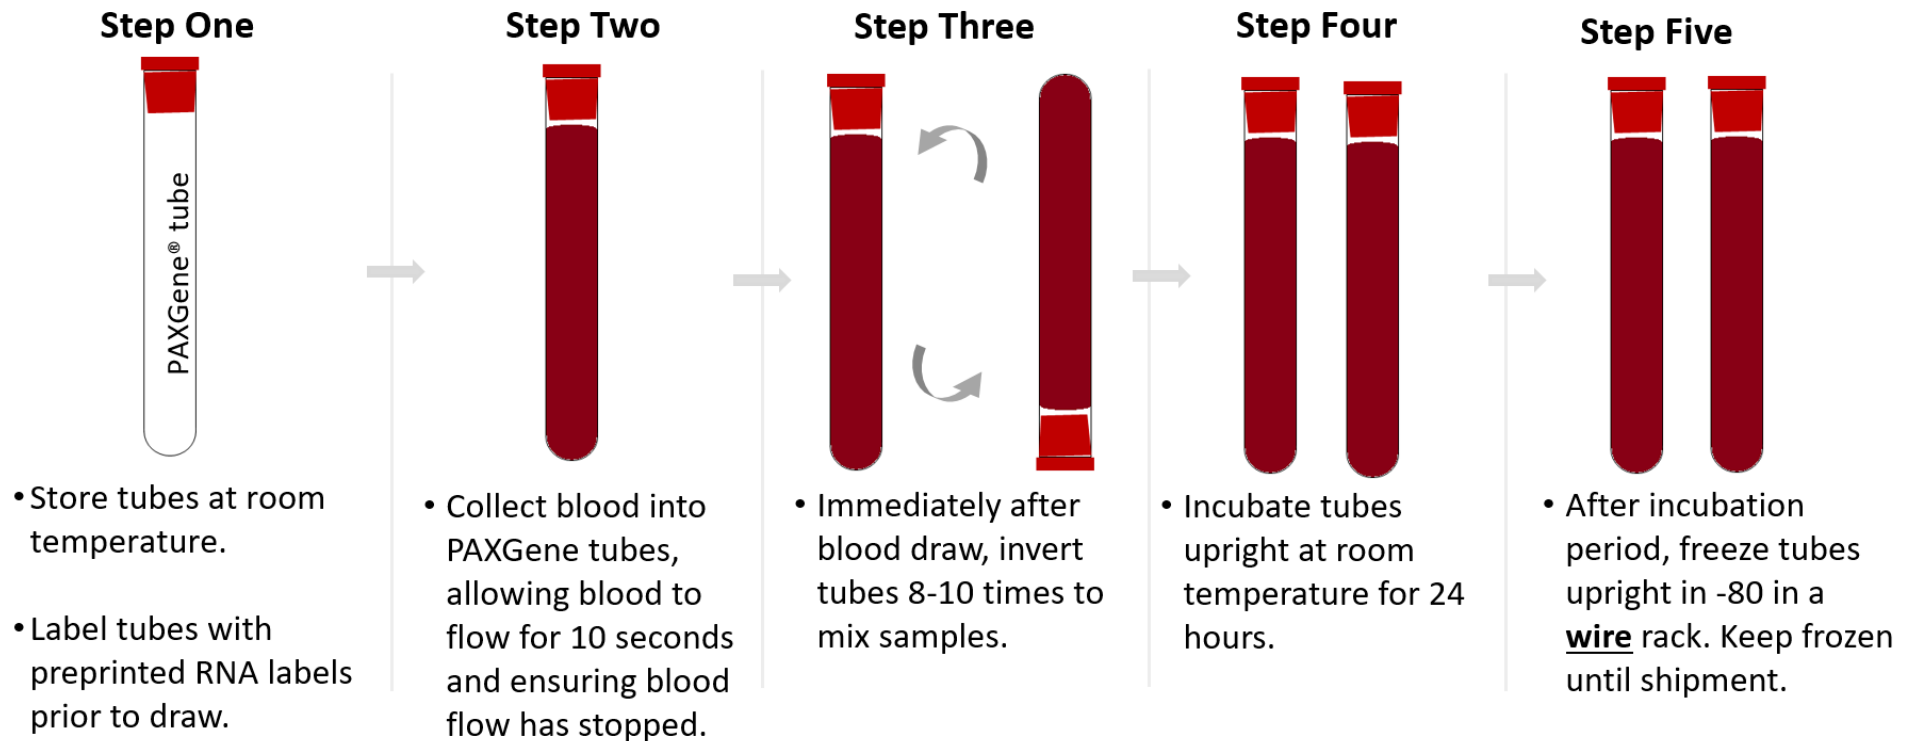 Step One
PAXGene® tube
• Store tubes at room
temperature.
• Label tubes with
preprinted RNA labels
prior to draw.
Step Two
• Collect blood into
PAXGene tubes,
allowing blood to
flow for 10 seconds
and ensuring blood
flow has stopped.
Step Three
• Immediately after
blood draw, invert
tubes 8-10 times to
mix samples.
Step Four
• Incubate tubes
upright at room
temperature for 24
hours.
Step Five
• After incubation
period, freeze tubes
upright in -80 in a
wire rack. Keep frozen
until shipment.